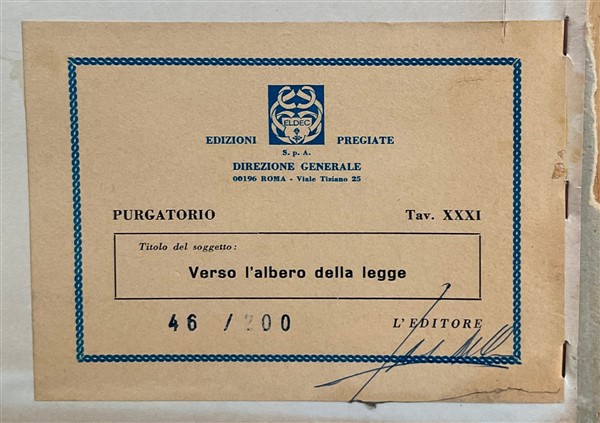 ELDEC
EDIZIONI PREGIATE
S. p. A.
DIREZIONE GENERALE
00196 ROMA - Viale Tiziano 25
PURGATORIO Tav. XXXI
Titolo del soggetto:
Verso l'albero della legge
46 / 200
L'EDITORE